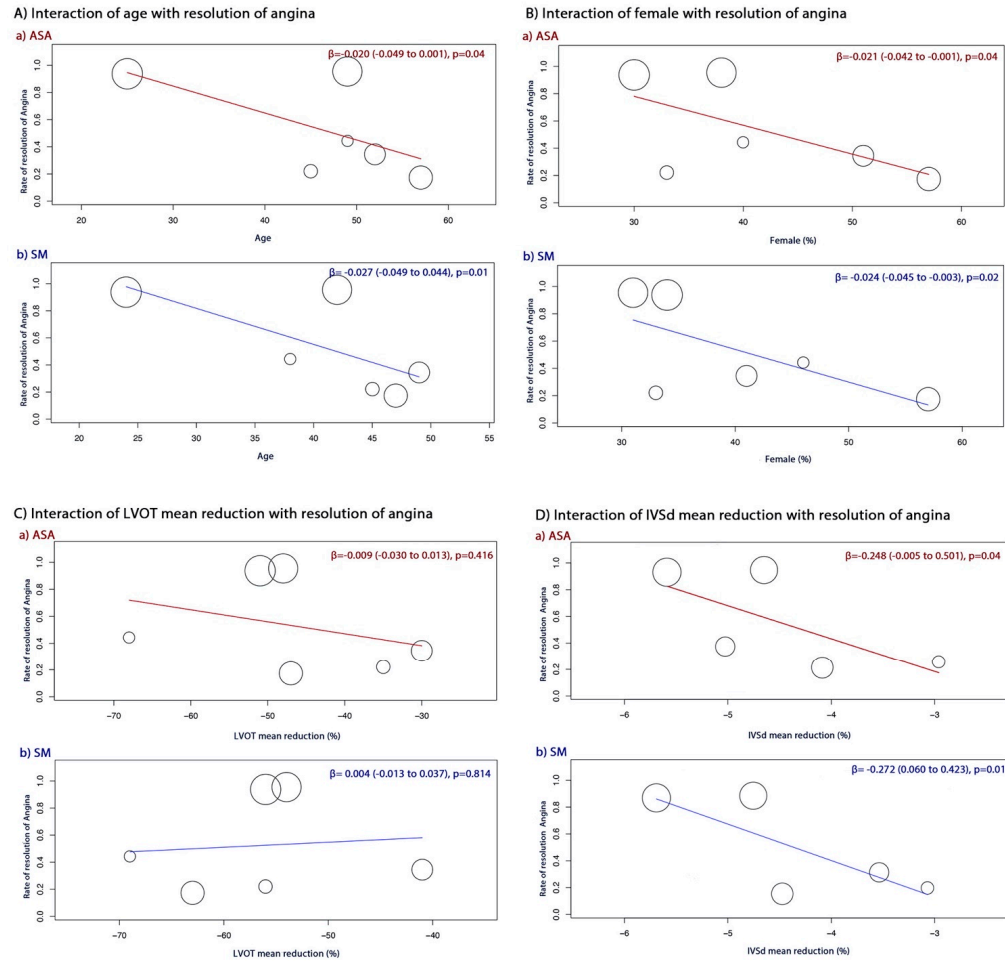 A) Interaction of age with resolution of angina
a) ASA
β=-0.020 (-0.049 to 0.001), p=0.04
Rate of resolution of Angina
0.0 0.2 0.4 0.6 0.8 1.0
20 30 40 50 60
Age
b) SM
β= -0.027 (-0.049 to 0.044), p=0.01
Rate of resolution of Angina
0.0 0.2 0.4 0.6 0.8 1.0
20 25 30 35 40 45 50 55
Age
B) Interaction of female with resolution of angina
a) ASA
β=-0.021 (-0.042 to -0.001), p=0.04
Rate of resolution of Angina
0.0 0.2 0.4 0.6 0.8 1.0
30 40 50 60
Female (%)
b) SM
β= -0.024 (-0.045 to -0.003), p=0.02
Rate of resolution of Angina
0.0 0.2 0.4 0.6 0.8 1.0
30 40 50 60
Female (%)
C) Interaction of LVOT mean reduction with resolution of angina
a) ASA
β=-0.009 (-0.030 to 0.013), p=0.416
Rate of resolution of Angina
0.0 0.2 0.4 0.6 0.8 1.0
−70 −60 −50 −40 −30
LVOT mean reduction (%)
b) SM
β= 0.004 (-0.013 to 0.037), p=0.814
Rate of resolution of Angina
0.0 0.2 0.4 0.6 0.8 1.0
−70 −60 −50 −40
LVOT mean reduction (%)
D) Interaction of IVSd mean reduction with resolution of angina
a) ASA
β=-0.248 (-0.005 to 0.501), p=0.04
Rate of resolution Angina
0.0 0.2 0.4 0.6 0.8 1.0
−6 −5 −4 −3
IVSd mean reduction (%)
b) SM
β= -0.272 (0.060 to 0.423), p=0.01
Rate of resolution Angina
0.0 0.2 0.4 0.6 0.8 1.0
−6 −5 −4 −3
IVSd mean reduction (%)